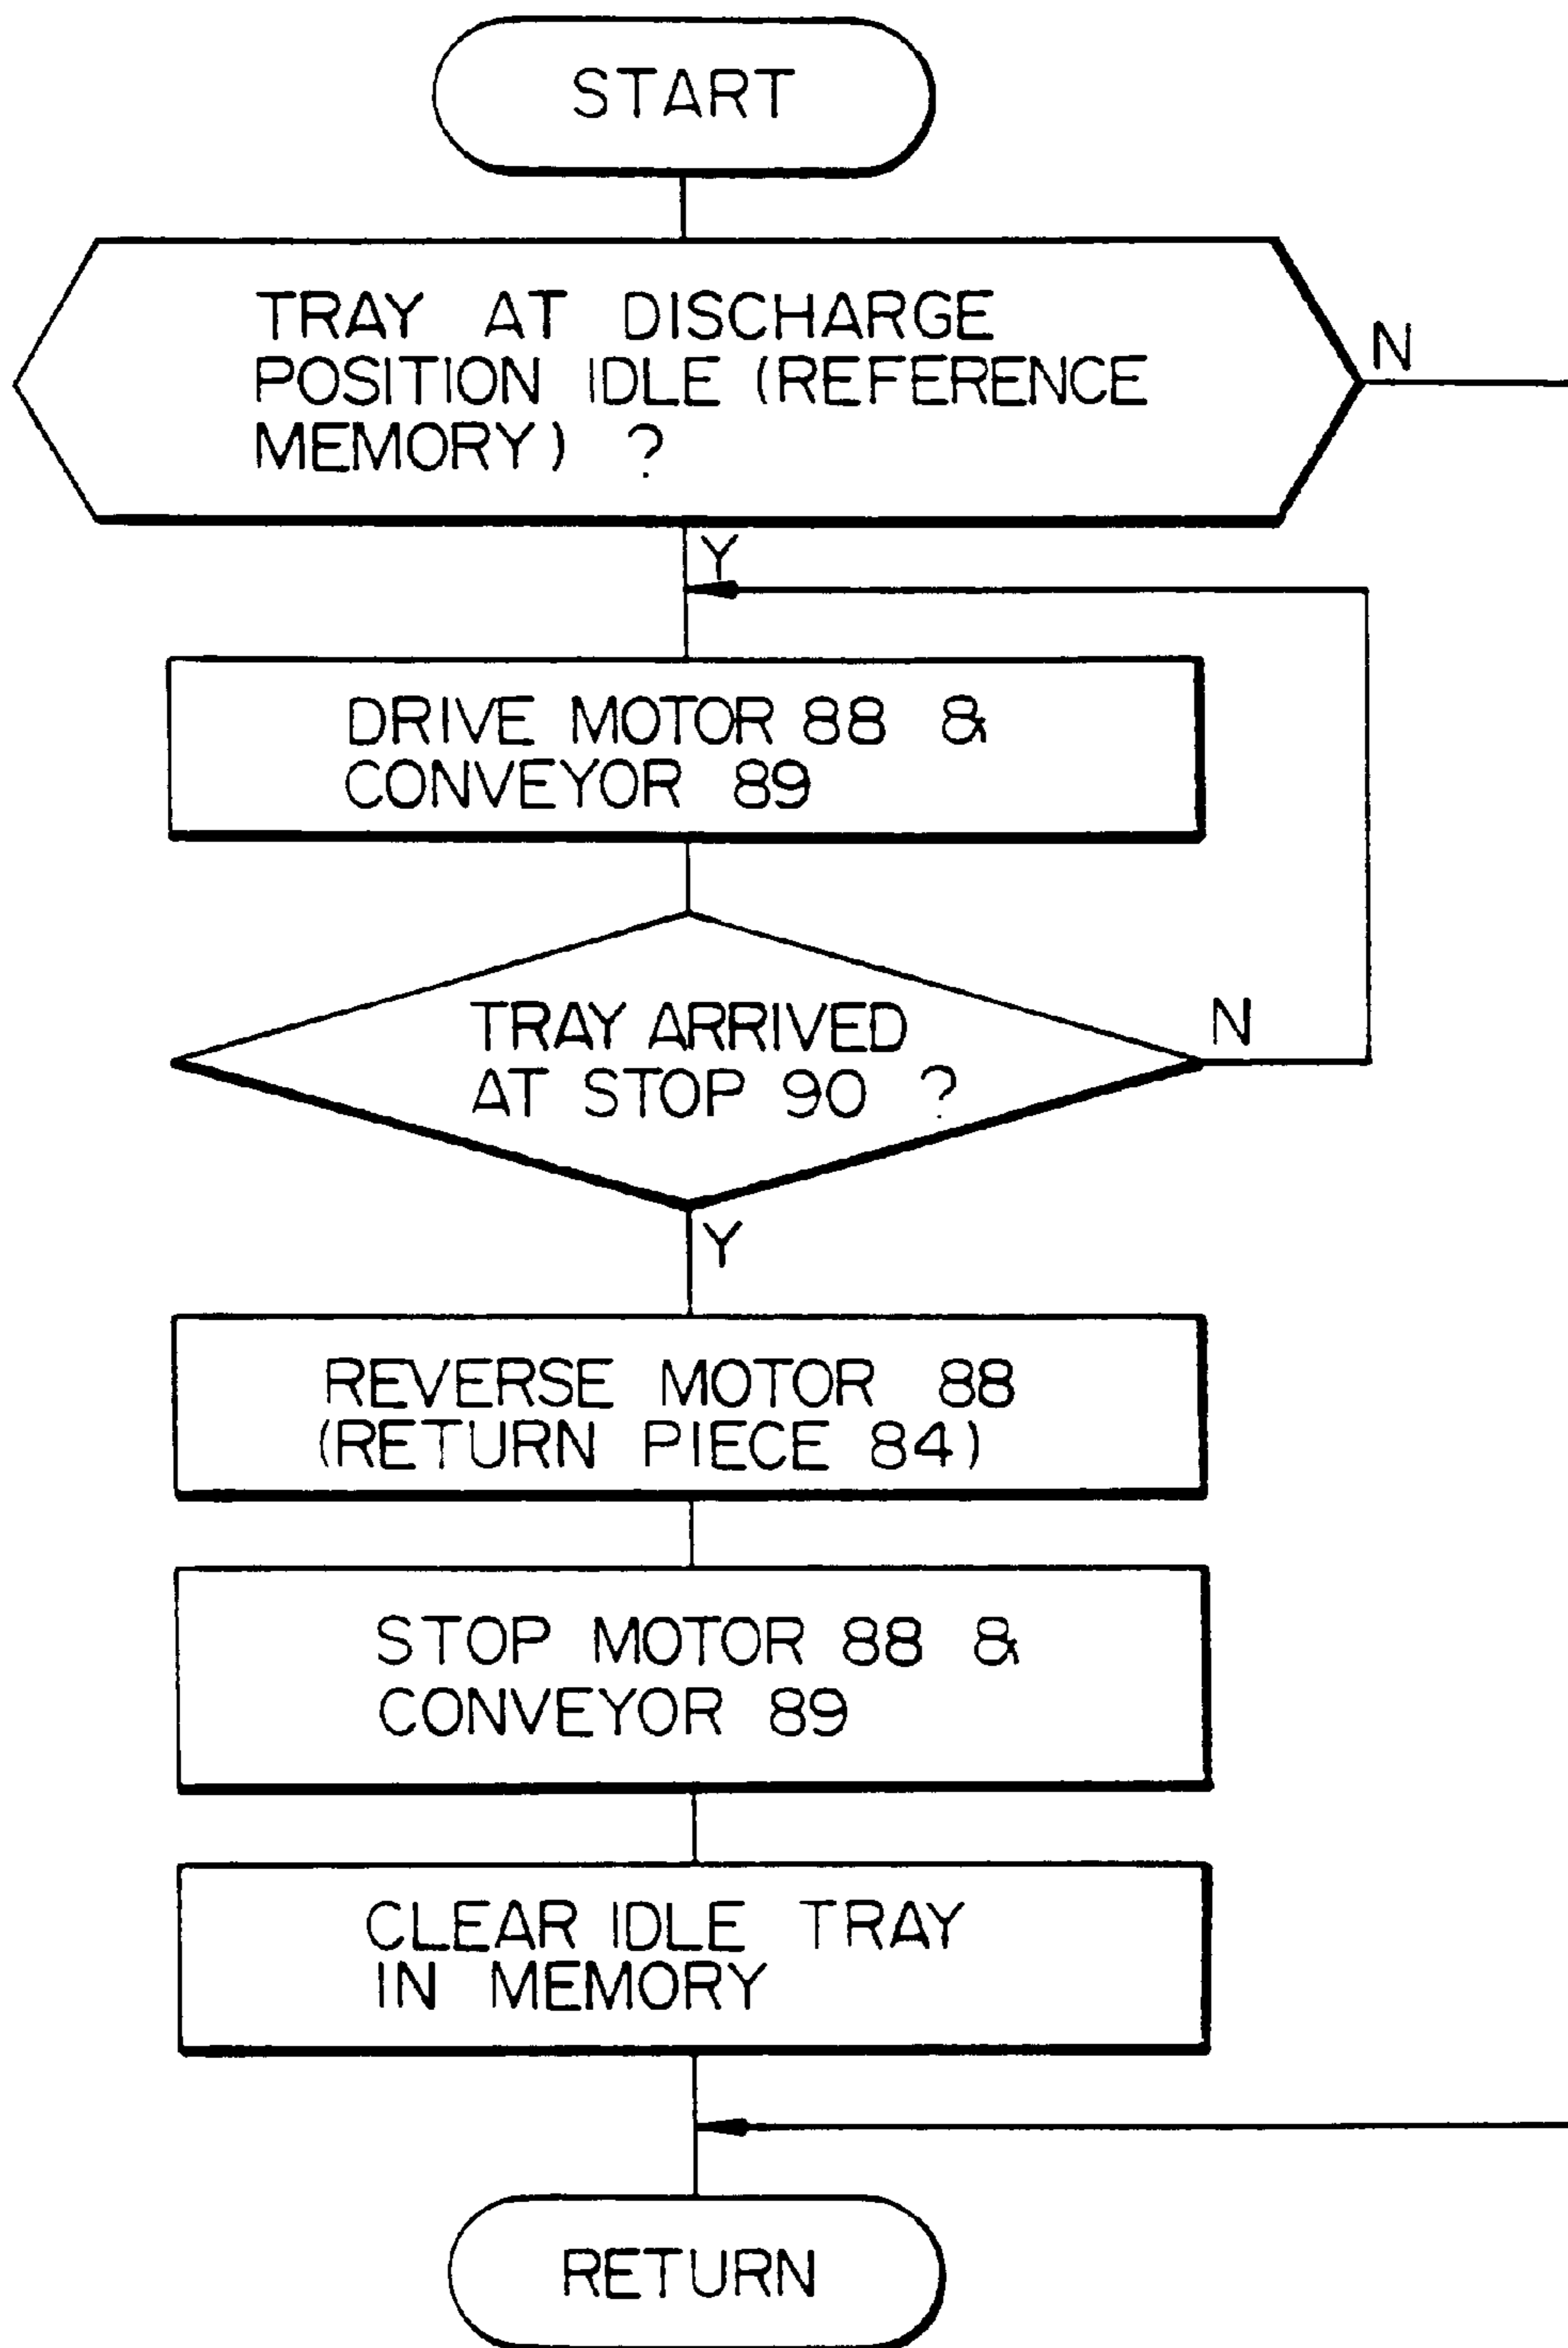 START
TRAY AT DISCHARGE
POSITION IDLE (REFERENCE
MEMORY) ?
N
Y
DRIVE MOTOR 88 &
CONVEYOR 89
TRAY ARRIVED
AT STOP 90 ?
N
Y
REVERSE MOTOR 88
(RETURN PIECE 84)
STOP MOTOR 88 &
CONVEYOR 89
CLEAR IDLE TRAY
IN MEMORY
RETURN